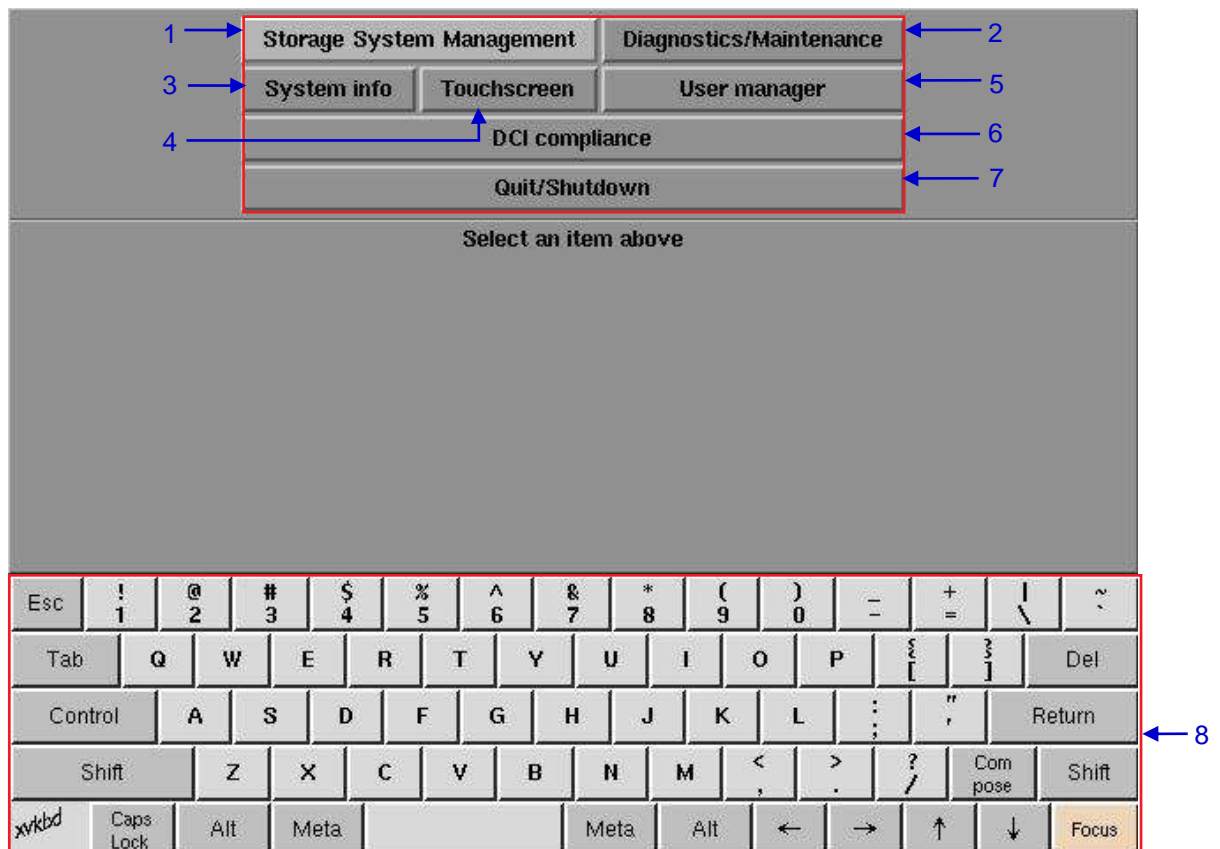 1 Storage System Management Diagnostics/Maintenance 2
3 System info Touchscreen User manager 5
4 DCI compliance 6
Quit/Shutdown 7
Select an item above
Esc ! 1 @ 2 # 3 $ 4 % 5 ^ 6 & 7 * 8 ( 9 ) 0 _ - + = | \ ~ `
Tab Q W E R T Y U I O P { [ } ] Del
Control A S D F G H J K L : ; " ' Return
8
Shift Z X C V B N M < , > . ? / Com pose Shift
xvkbd Caps Lock Alt Meta Meta Alt ← → ↑ ↓ Focus